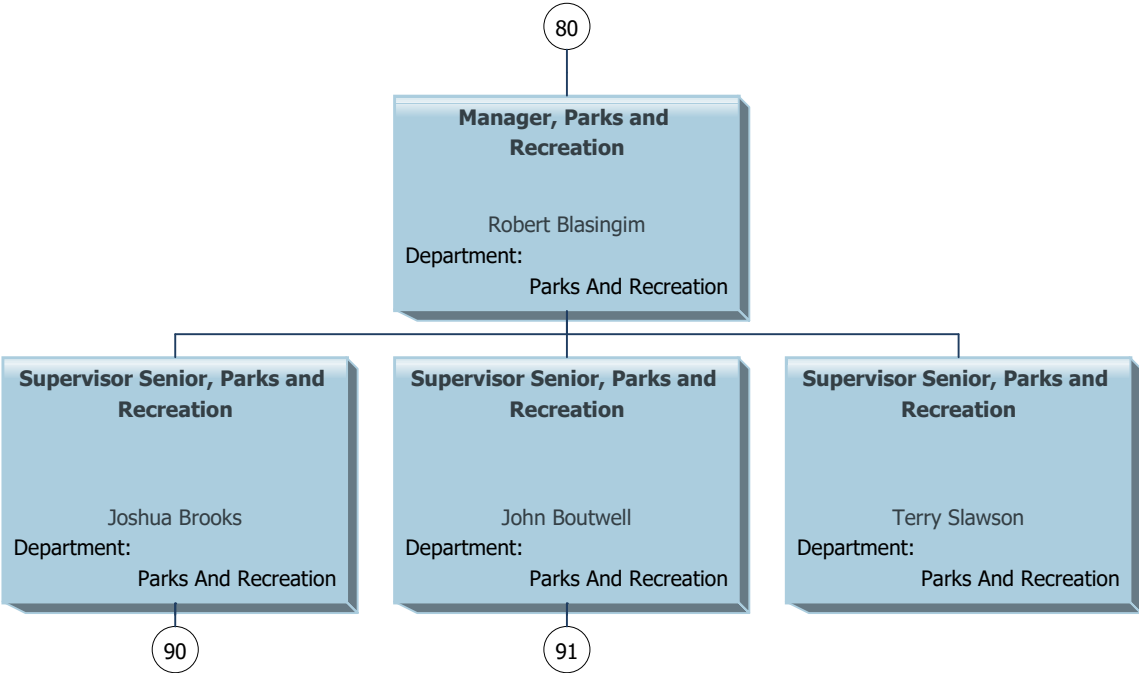 80
Manager, Parks and
Recreation
Robert Blasingim
Department:
Parks And Recreation
Supervisor Senior, Parks and
Recreation
Joshua Brooks
Department:
Parks And Recreation
90
Supervisor Senior, Parks and
Recreation
John Boutwell
Department:
Parks And Recreation
91
Supervisor Senior, Parks and
Recreation
Terry Slawson
Department:
Parks And Recreation